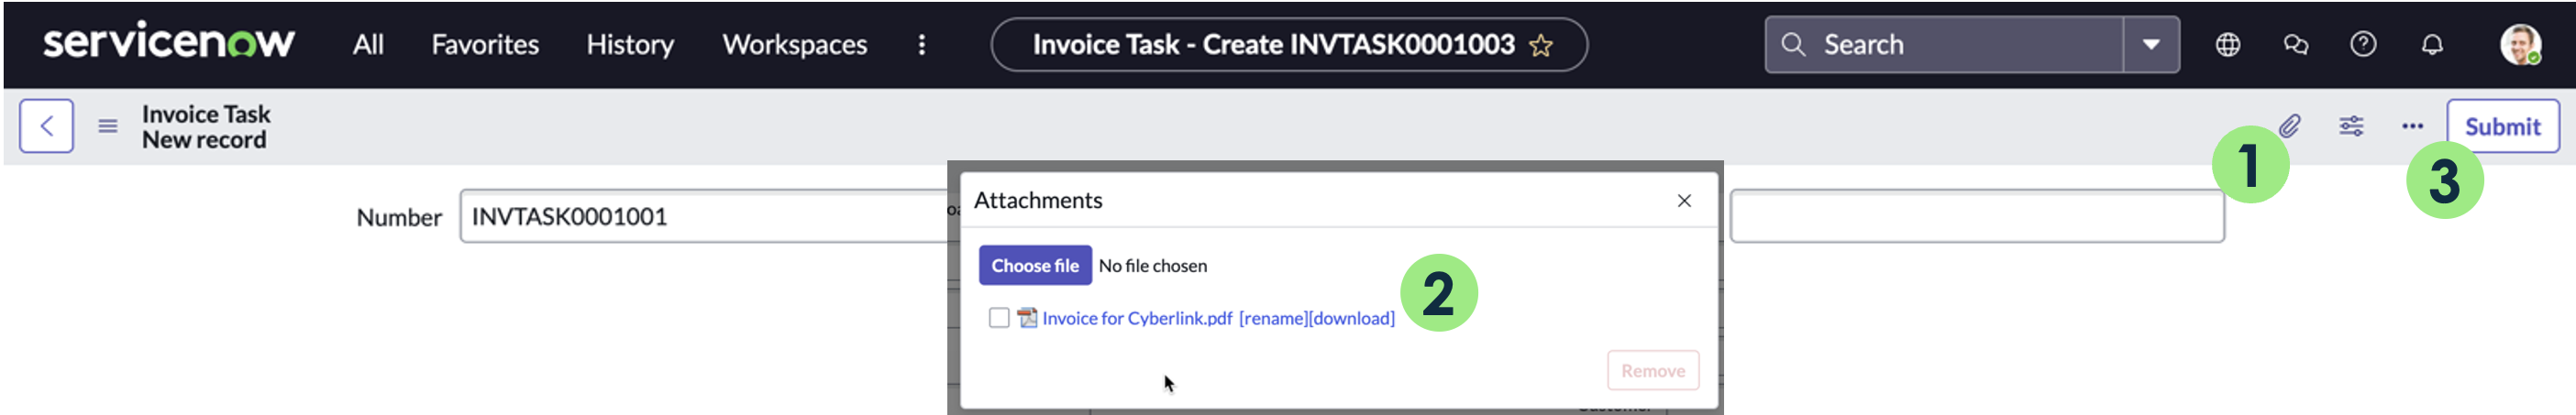 servicenow All Favorites History Workspaces Invoice Task - Create INVTASK0001003 Search
Invoice Task
New record
Submit
1
3
Number INVTASK0001001
Attachments
Choose file No file chosen
2
Invoice for Cyberlink.pdf [rename][download]
Remove